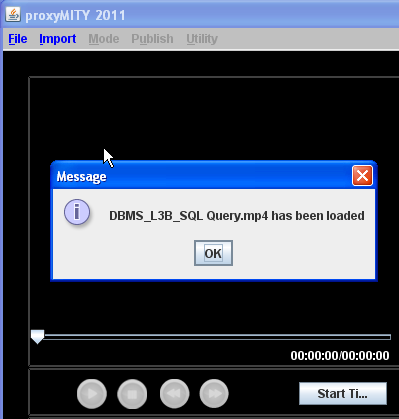 proxyMITY 2011
File Import Mode Publish Utility
Message
DBMS_L3B_SQL Query.mp4 has been loaded
OK
00:00:00/00:00:00
Start Ti...